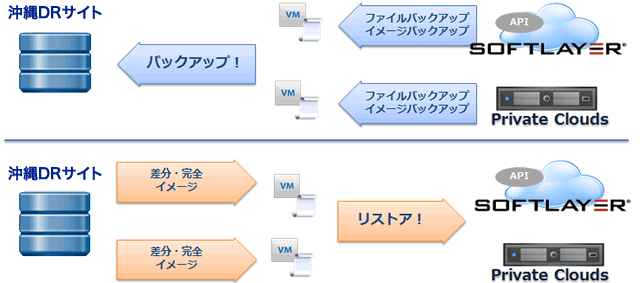 沖縄DRサイト
VM
ファイルバックアップ
イメージバックアップ
API
SOFTLAYER®
バックアップ！
VM
ファイルバックアップ
イメージバックアップ
Private Clouds
沖縄DRサイト
差分・完全
イメージ
VM
API
SOFTLAYER®
リストア！
差分・完全
イメージ
VM
Private Clouds